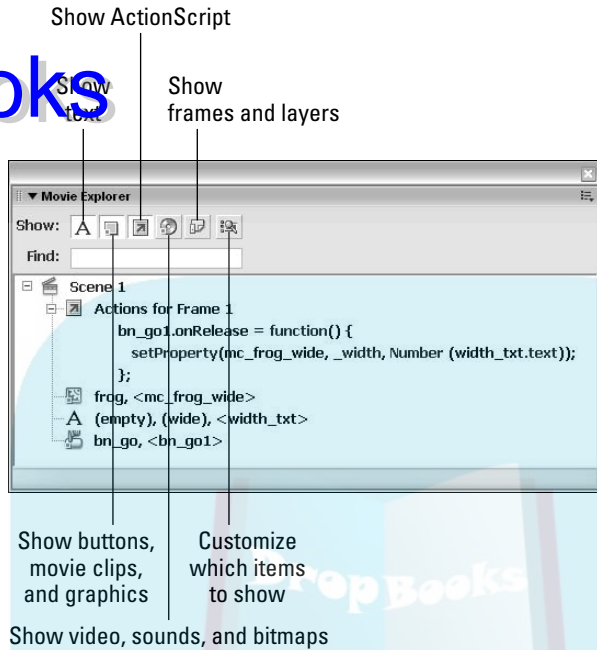 Show ActionScript
oks
Show
text
Show
frames and layers
Movie Explorer
Show:
A
Find:
Scene 1
Actions for Frame 1
bn_go1.onRelease = function() {
setProperty(mc_frog_wide, _width, Number (width_txt.text));
};
frog, <mc_frog_wide>
A (empty), (wide), <width_txt>
bn_go, <bn_go1>
Show buttons,
movie clips,
and graphics
Customize
which items
to show
Show video, sounds, and bitmaps
DropBooks